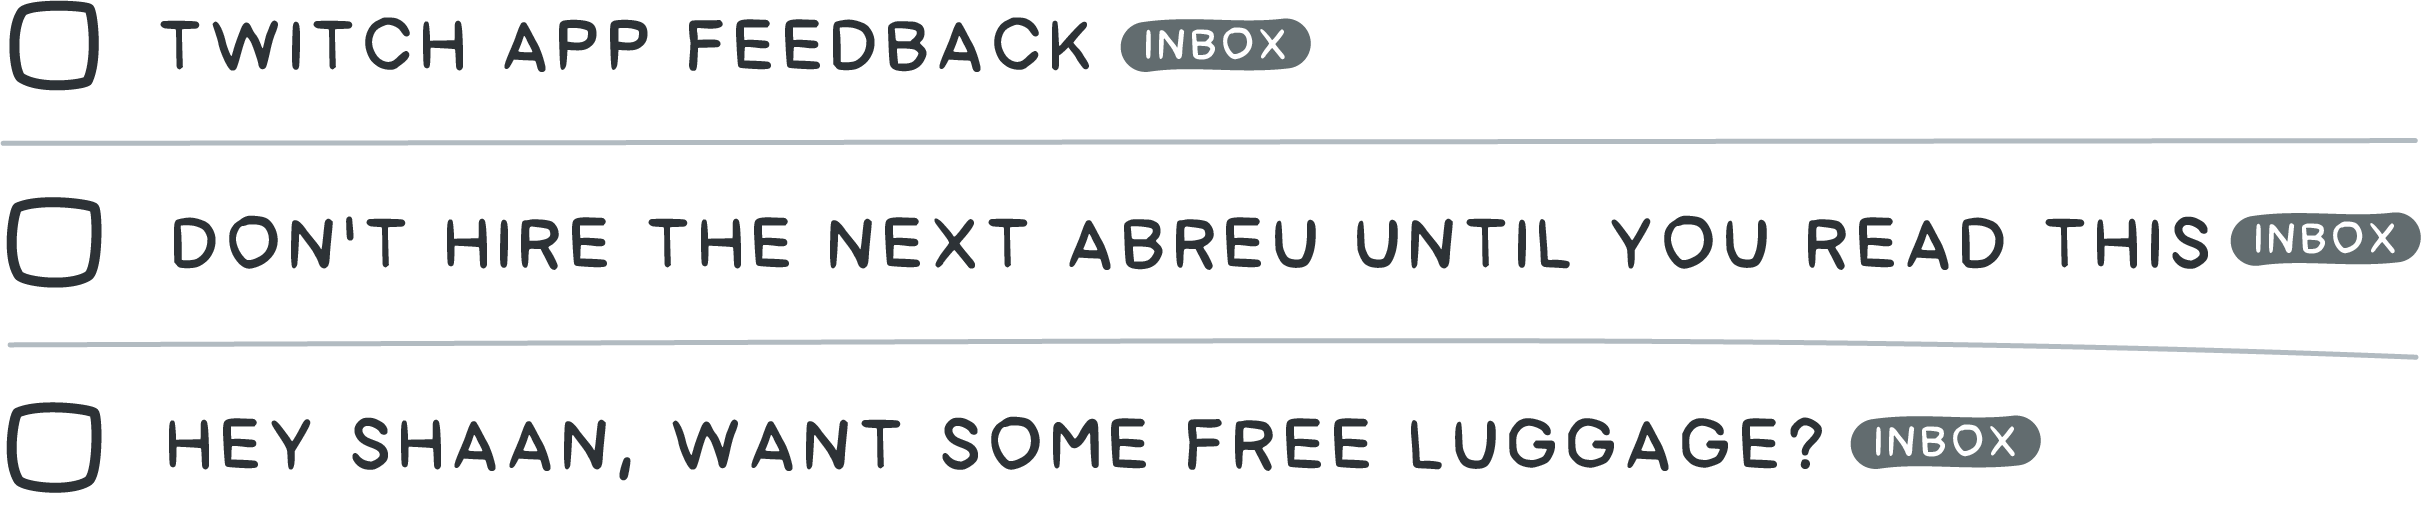 TWITCH APP FEEDBACK INBOX
DON'T HIRE THE NEXT ABREU UNTIL YOU READ THIS INBOX
HEY SHAAN, WANT SOME FREE LUGGAGE? INBOX